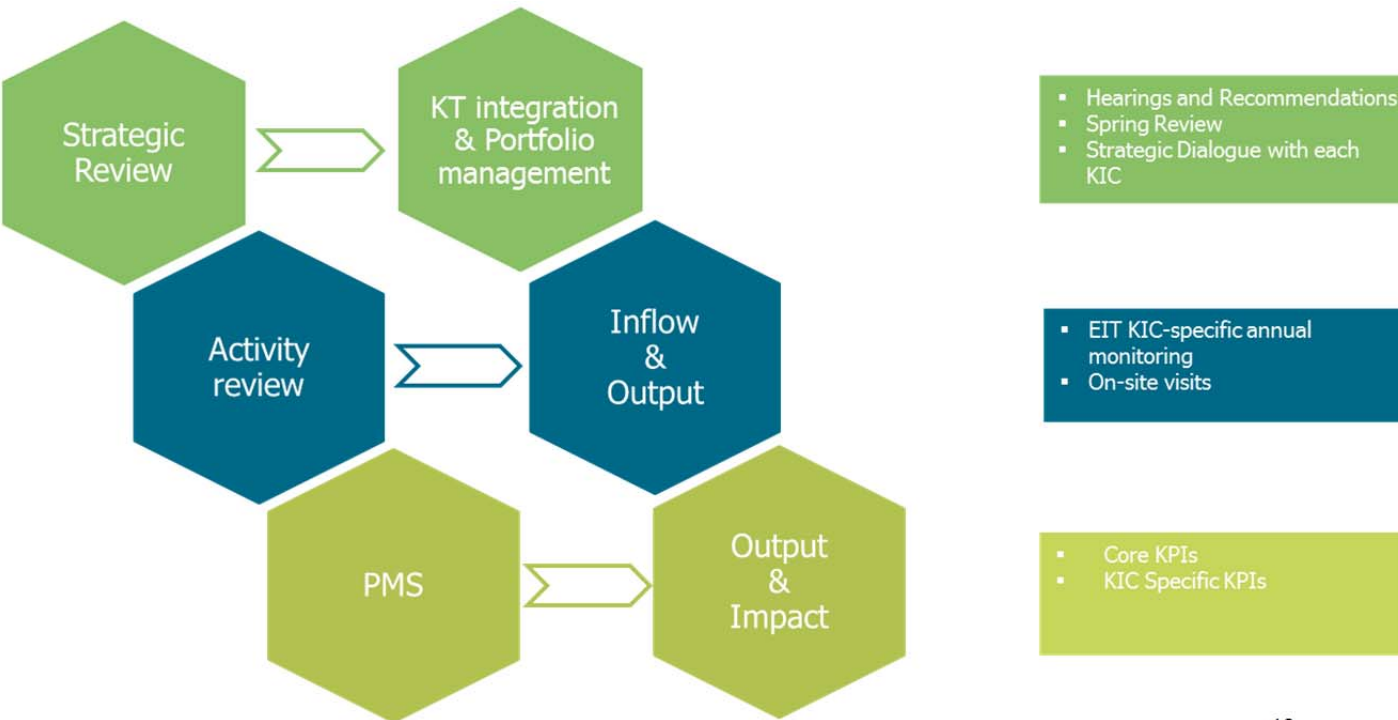 Strategic
Review
KT integration
& Portfolio
management
▪ Hearings and Recommendations
▪ Spring Review
▪ Strategic Dialogue with each
KIC
Activity
review
Inflow
&
Output
▪ EIT KIC-specific annual
monitoring
▪ On-site visits
PMS
Output
&
Impact
▪ Core KPIs
▪ KIC Specific KPIs